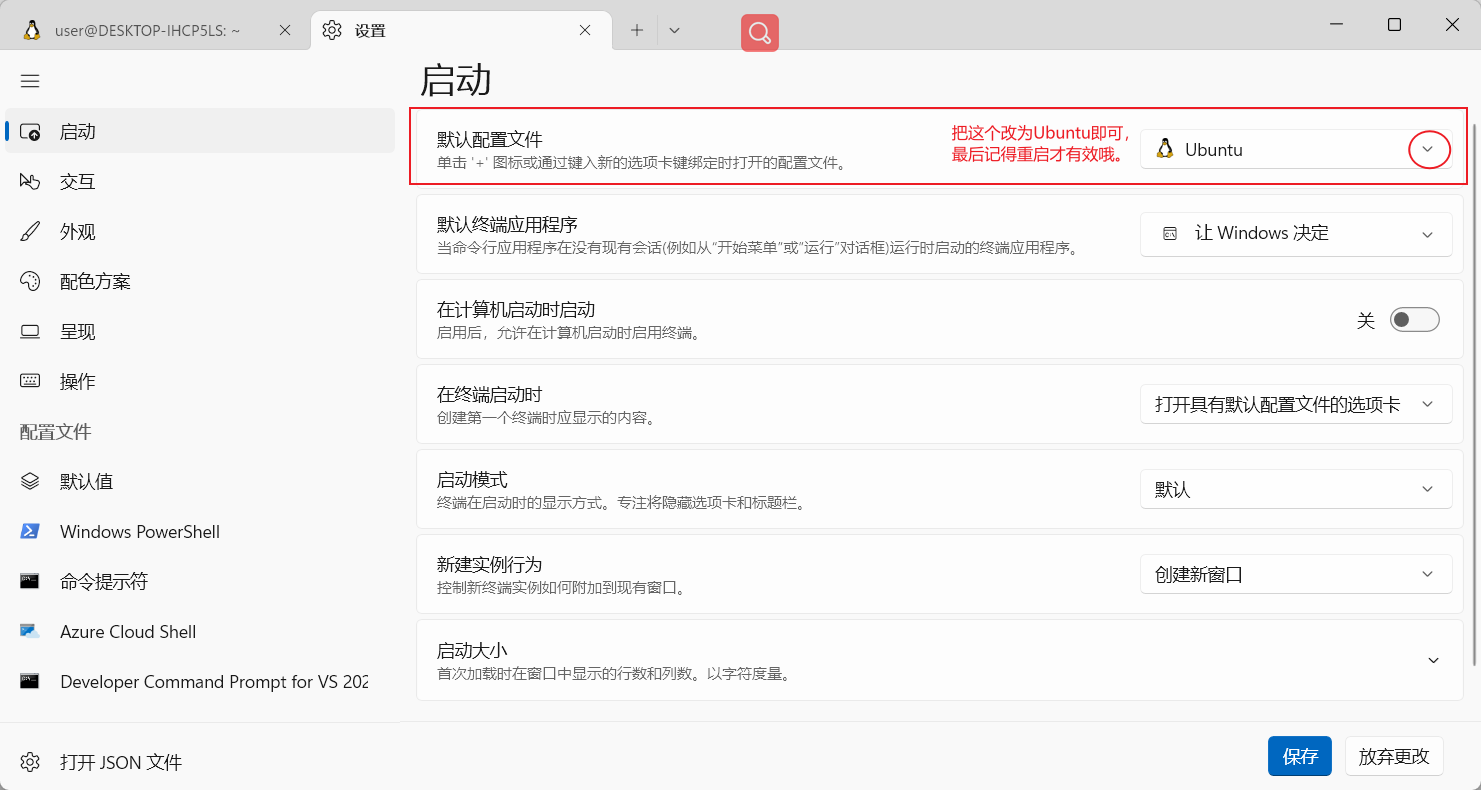 user@DESKTOP-IHCP5LS: ~
设置
启动
启动
交互
外观
配色方案
呈现
操作
配置文件
默认值
Windows PowerShell
命令提示符
Azure Cloud Shell
Developer Command Prompt for VS 202
打开 JSON 文件
默认配置文件
单击 '+' 图标或通过键入新的选项卡键绑定时打开的配置文件。
把这个改为Ubuntu即可，
最后记得重启才有效哦。
Ubuntu
默认终端应用程序
当命令行应用程序在没有现有会话(例如从“开始菜单”或“运行”对话框)运行时启动的终端应用程序。
让 Windows 决定
在计算机启动时启动
启用后，允许在计算机启动时启用终端。
关
在终端启动时
创建第一个终端时应显示的内容。
打开具有默认配置文件的选项卡
启动模式
终端在启动时的显示方式。专注将隐藏选项卡和标题栏。
默认
新建实例行为
控制新终端实例如何附加到现有窗口。
创建新窗口
启动大小
首次加载时在窗口中显示的行数和列数。以字符度量。
保存
放弃更改